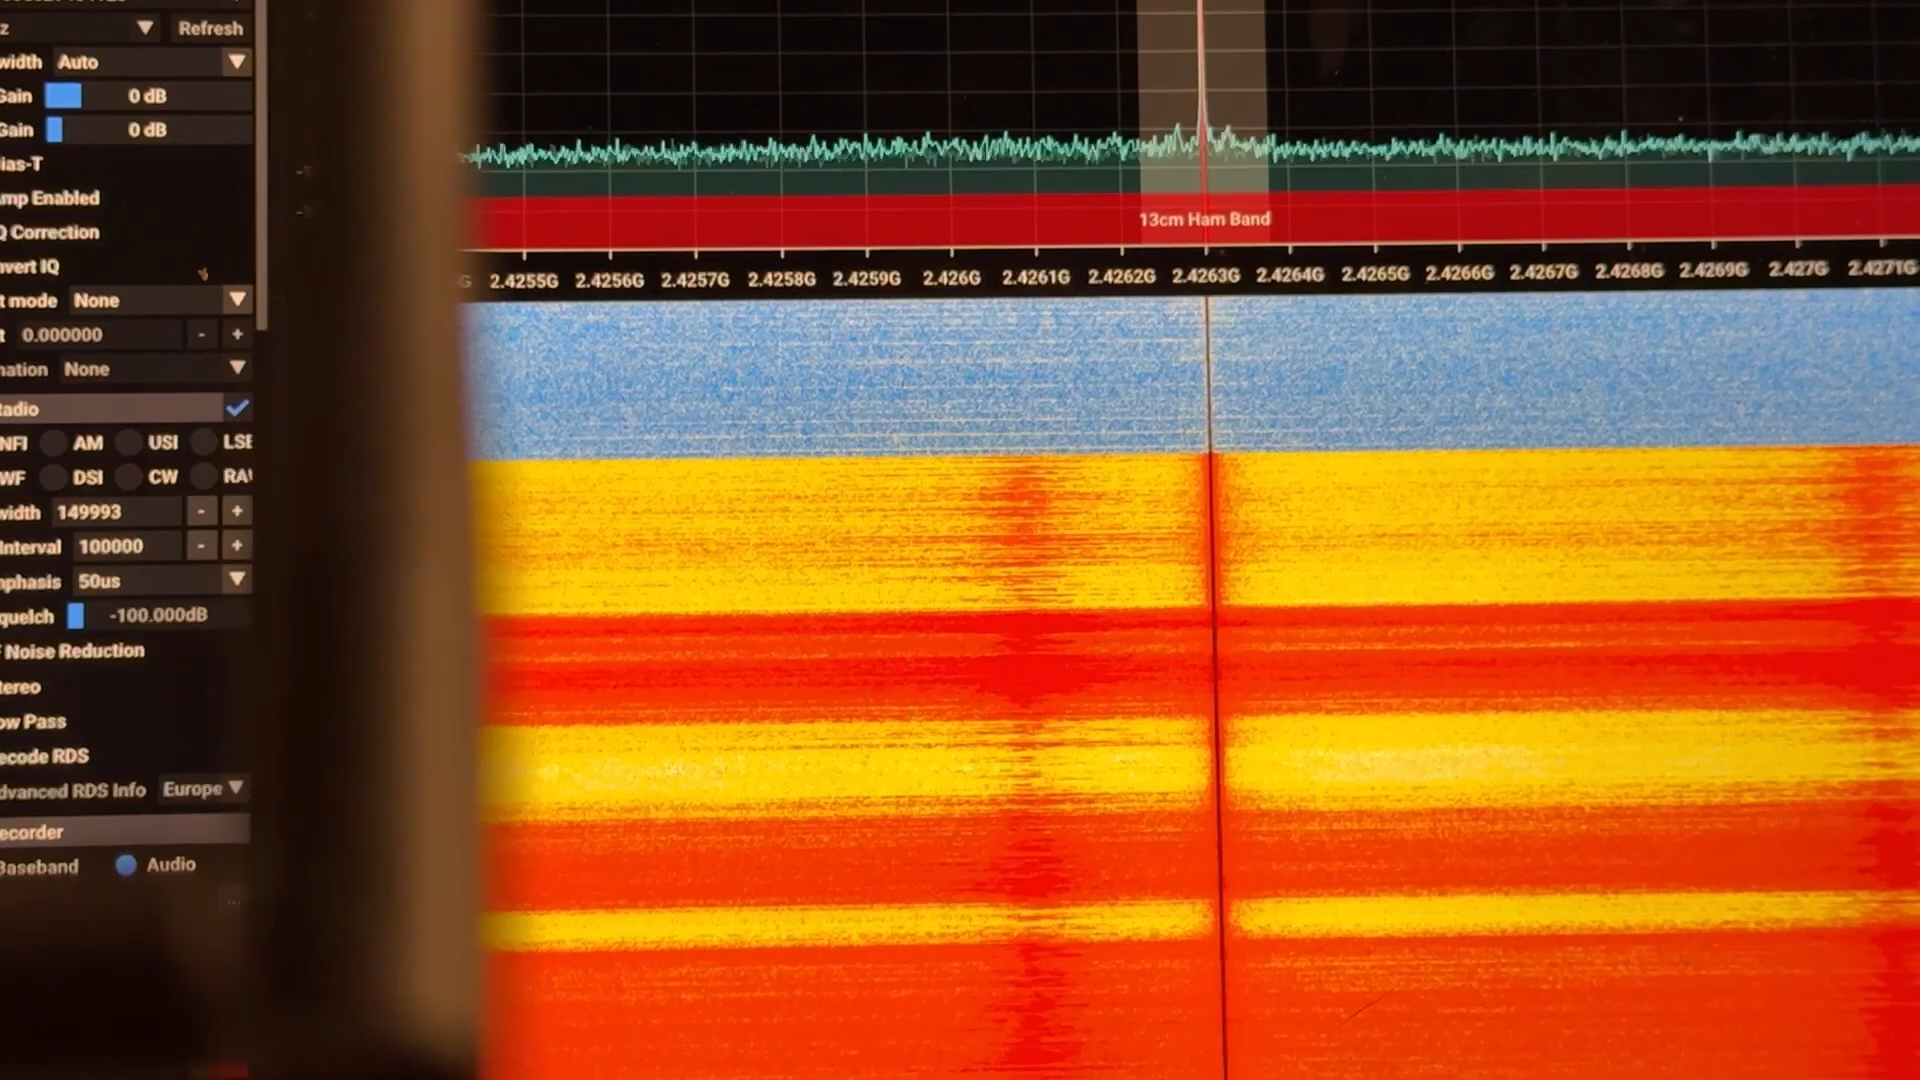 z Refresh
width Auto
Gain 0 dB
Gain 0 dB
ias-T
mp Enabled
Q Correction
nvert IQ
t mode None
t 0.000000 - +
nation None
Radio
NFI AM USI LSE
WF DSI CW RAW
width 149993 - +
Interval 100000 - +
mphasis 50us
quelch -100.000dB
F Noise Reduction
tereo
ow Pass
ecode RDS
dvanced RDS Info Europe
ecorder
Baseband Audio
...
13cm Ham Band
G 2.4255G 2.4256G 2.4257G 2.4258G 2.4259G 2.426G 2.4261G 2.4262G 2.4263G 2.4264G 2.4265G 2.4266G 2.4267G 2.4268G 2.4269G 2.427G 2.4271G